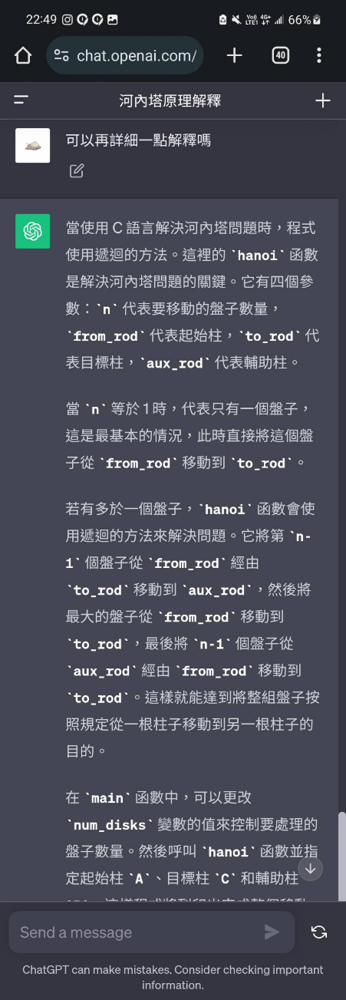 22:49
Vo))
LTE1
4G+
66%
chat.openai.com/
40
河內塔原理解釋
可以再詳細一點解釋嗎
當使用 C 語言解決河內塔問題時，程式
使用遞迴的方法。這裡的 `hanoi` 函數
是解決河內塔問題的關鍵。它有四個參
數：`n` 代表要移動的盤子數量，
`from_rod` 代表起始柱，`to_rod` 代
表目標柱，`aux_rod` 代表輔助柱。
當 `n` 等於 1 時，代表只有一個盤子，
這是最基本的情況，此時直接將這個盤
子從 `from_rod` 移動到 `to_rod`。
若有多於一個盤子，`hanoi` 函數會使
用遞迴的方法來解決問題。它將第 `n-
1` 個盤子從 `from_rod` 經由
`to_rod` 移動到 `aux_rod`，然後將
最大的盤子從 `from_rod` 移動到
`to_rod`，最後將 `n-1` 個盤子從
`aux_rod` 經由 `from_rod` 移動到
`to_rod`。這樣就能達到將整組盤子按
照規定從一根柱子移動到另一根柱子的
目的。
在 `main` 函數中，可以更改
`num_disks` 變數的值來控制要處理的
盤子數量。然後呼叫 `hanoi` 函數並指
定起始柱 `A`、目標柱 `C` 和輔助柱
Send a message
ChatGPT can make mistakes. Consider checking important
information.